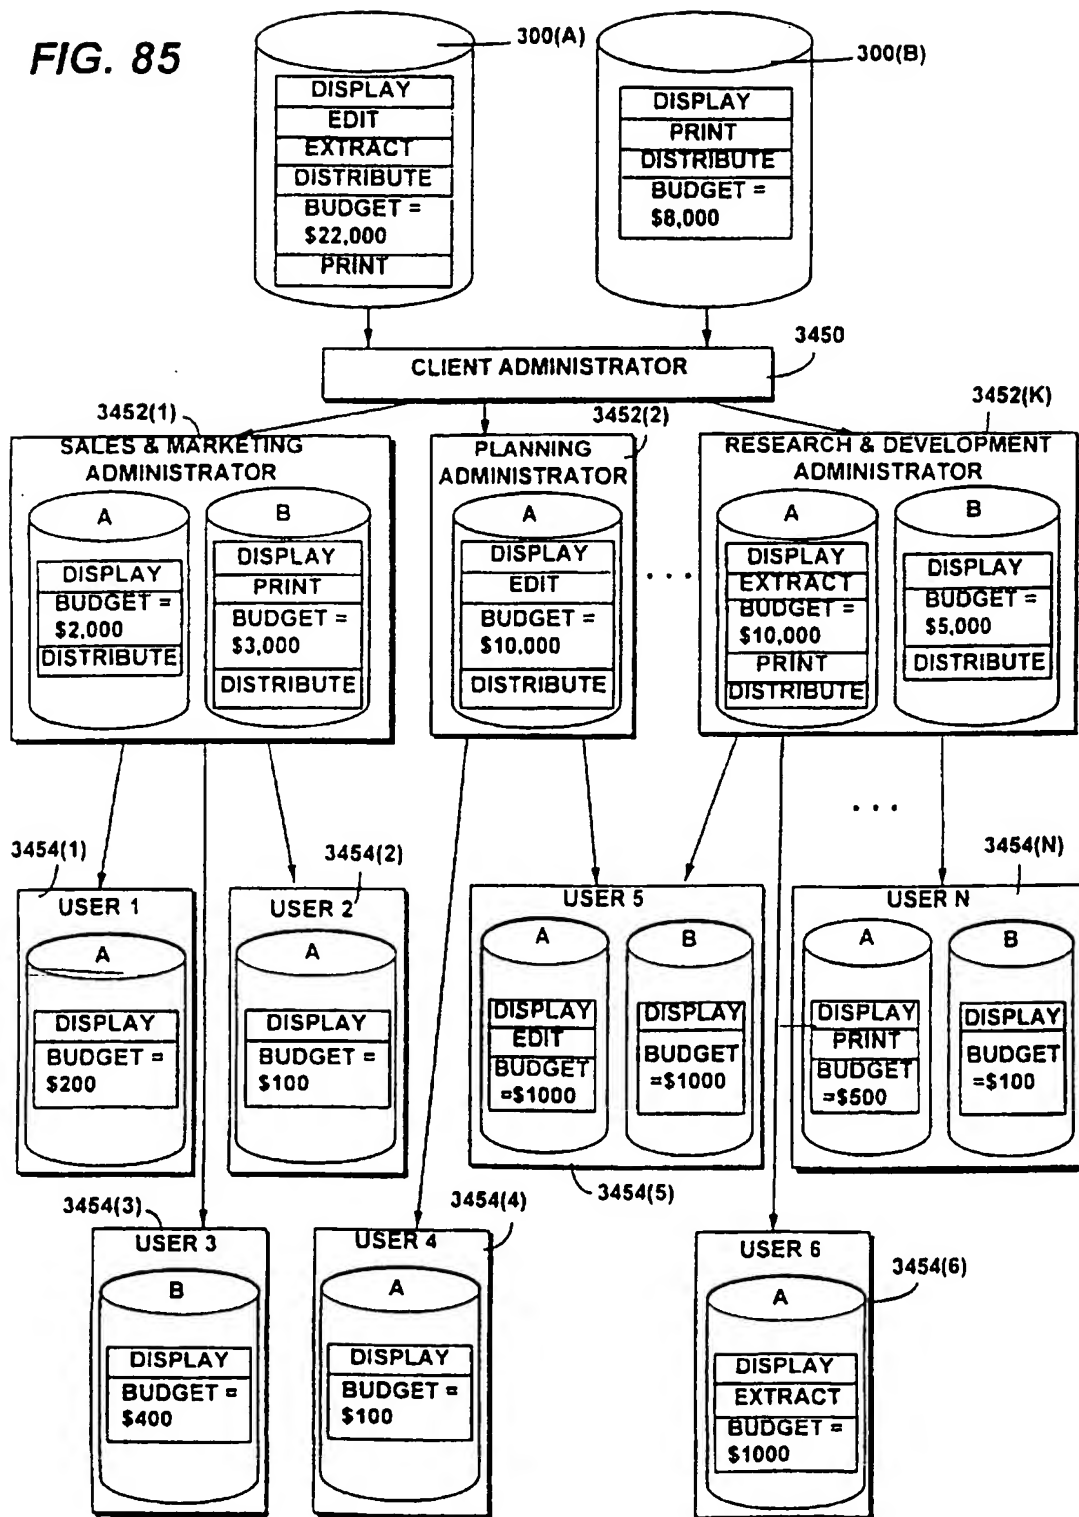 FIG. 85
300(A)
300(B)
DISPLAY
EDIT
EXTRACT
DISTRIBUTE
BUDGET =
$22,000
PRINT
DISPLAY
PRINT
DISTRIBUTE
BUDGET =
$8,000
3450
CLIENT ADMINISTRATOR
3452(1)
SALES & MARKETING
ADMINISTRATOR
A
DISPLAY
BUDGET =
$2,000
DISTRIBUTE
B
DISPLAY
PRINT
BUDGET =
$3,000
DISTRIBUTE
3452(2)
PLANNING
ADMINISTRATOR
A
DISPLAY
EDIT
BUDGET =
$10,000
DISTRIBUTE
. . .
3452(K)
RESEARCH & DEVELOPMENT
ADMINISTRATOR
A
DISPLAY
EXTRACT
BUDGET =
$10,000
PRINT
DISTRIBUTE
B
DISPLAY
BUDGET =
$5,000
DISTRIBUTE
. . .
3454(1)
USER 1
A
DISPLAY
BUDGET =
$200
3454(2)
USER 2
A
DISPLAY
BUDGET =
$100
USER 5
A
DISPLAY
EDIT
BUDGET
=$1000
B
DISPLAY
BUDGET
=$1000
3454(5)
3454(N)
USER N
A
DISPLAY
PRINT
BUDGET
=$500
B
DISPLAY
BUDGET
=$100
3454(3)
USER 3
B
DISPLAY
BUDGET =
$400
3454(4)
USER 4
A
DISPLAY
BUDGET =
$100
3454(6)
USER 6
A
DISPLAY
EXTRACT
BUDGET =
$1000